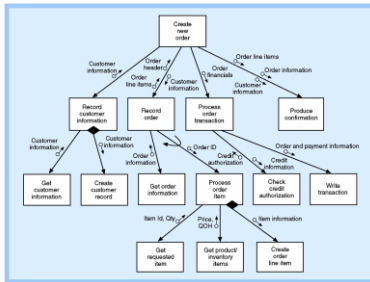 Create
new
order
Customer
information
Order
header
Order
line items
Customer
information
Order
financials
Order line items
Order information
Customer
information
Record
customer
information
Record
order
Process
order
transaction
Produce
confirmation
Customer
information
Customer
information
Order
information
Order ID
Credit
authorization
Credit
information
Order and payment information
Get
customer
information
Create
customer
record
Get order
information
Process
order
item
Check
credit
authorization
Write
transaction
Item Id, Qty
Price,
QOH
Item information
Get
requested
item
Get product/
inventory
items
Create
order
line item